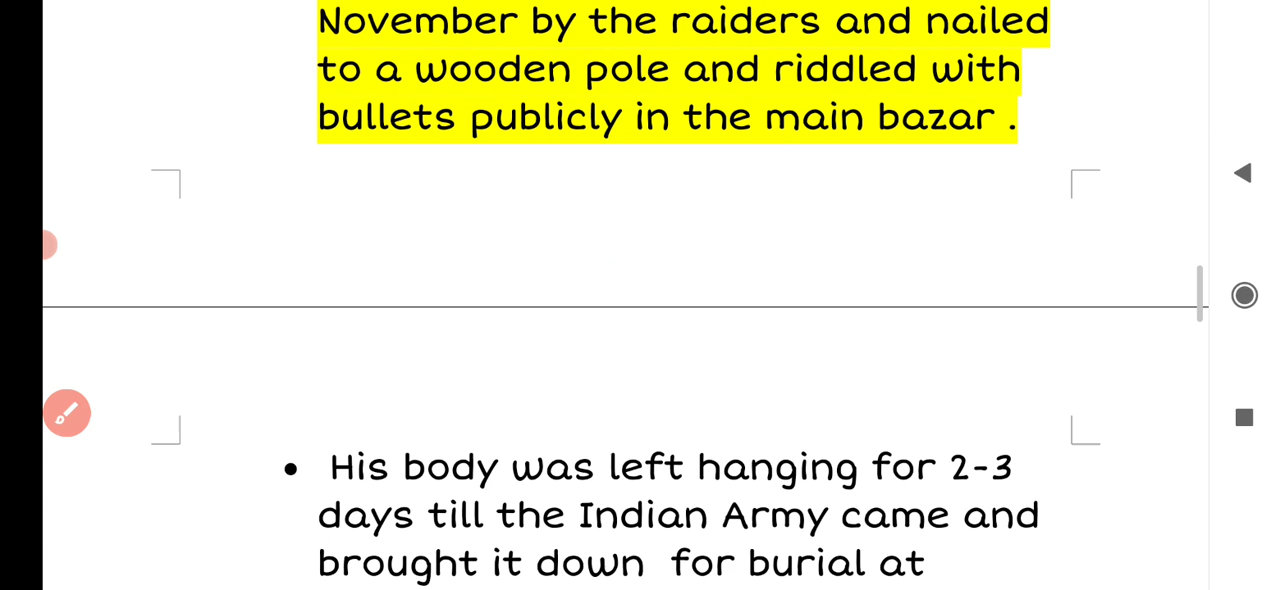 November by the raiders and nailed
to a wooden pole and riddled with
bullets publicly in the main bazar .
• His body was left hanging for 2-3
days till the Indian Army came and
brought it down  for burial at